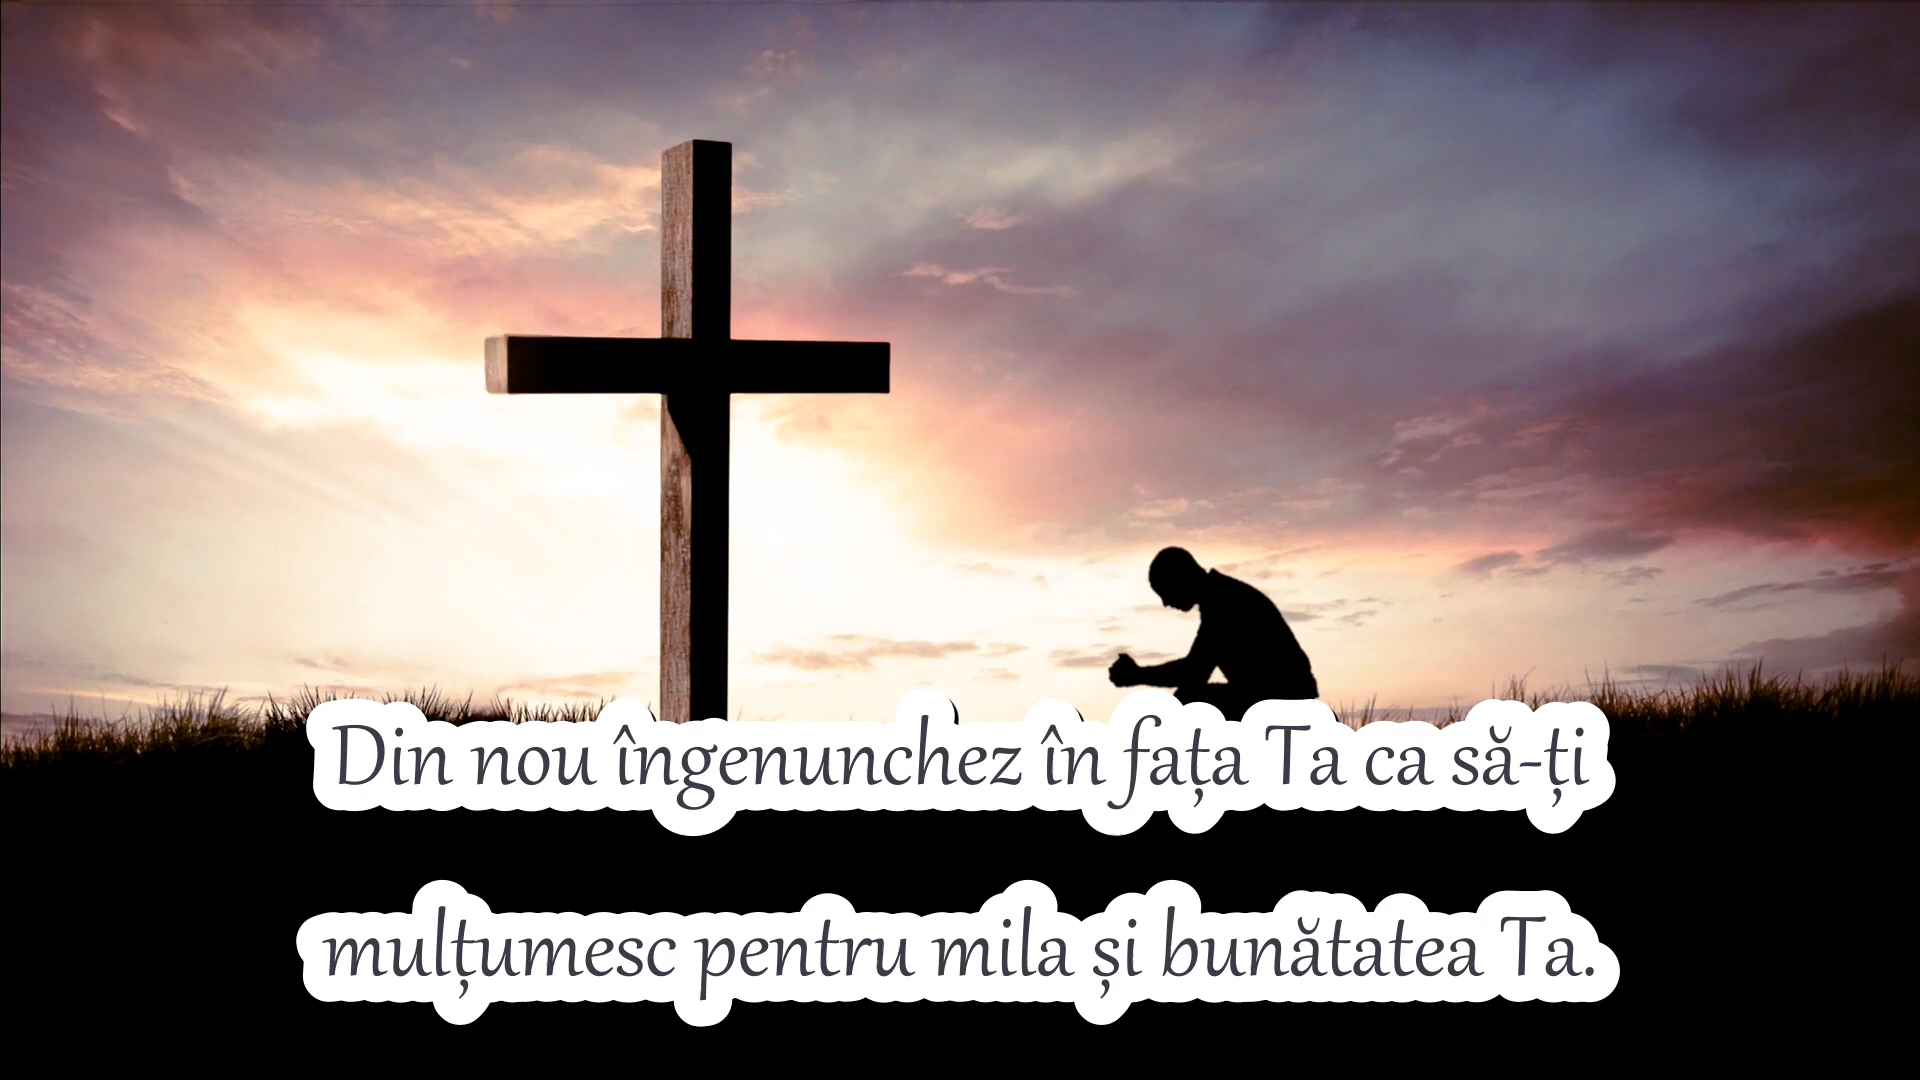 Din nou îngenunchez în fața Ta ca să-ți
mulțumesc pentru mila și bunătatea Ta.